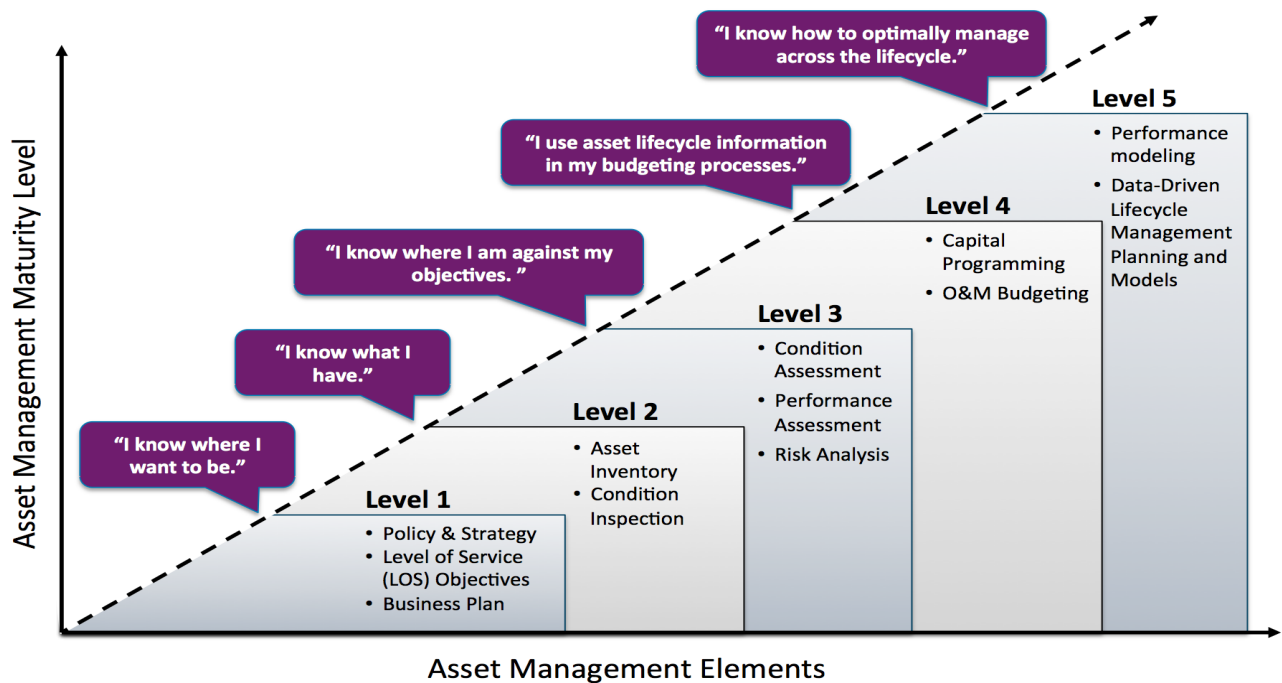 “I know how to optimally manage
across the lifecycle.”
Level 5
• Performance
modeling
• Data-Driven
Lifecycle
Management
Planning and
Models
“I use asset lifecycle information
in my budgeting processes.”
Level 4
• Capital
Programming
• O&M Budgeting
“I know where I am against my
objectives. ”
Level 3
• Condition
Assessment
• Performance
Assessment
• Risk Analysis
“I know what I
have.”
Level 2
• Asset
Inventory
• Condition
Inspection
“I know where I
want to be.”
Level 1
• Policy & Strategy
• Level of Service
(LOS) Objectives
• Business Plan
Asset Management Maturity Level
Asset Management Elements